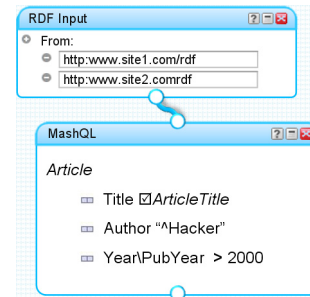 RDF Input
From:
http:www.site1.com/rdf
http:www.site2.comrdf
MashQL
Article
Title ☑ArticleTitle
Author “^Hacker”
Year\PubYear > 2000